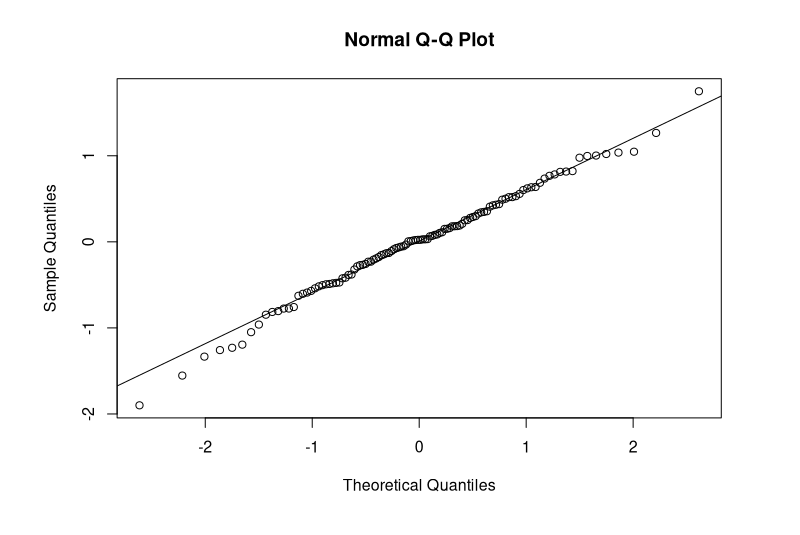 Normal Q-Q Plot
1
0
-1
-2
Sample Quantiles
-2 -1 0 1 2
Theoretical Quantiles